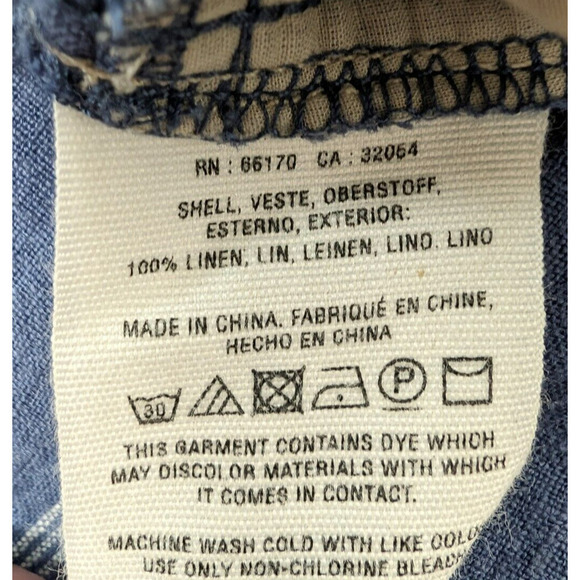 RN : 66170 CA : 32054
SHELL, VESTE, OBERSTOFF,
ESTERNO, EXTERIOR:
100% LINEN, LIN, LEINEN, LINO. LINO
MADE IN CHINA. FABRIQUÉ EN CHINE,
HECHO EN CHINA
30 P
THIS GARMENT CONTAINS DYE WHICH
MAY DISCOLOR MATERIALS WITH WHICH
IT COMES IN CONTACT.
MACHINE WASH COLD WITH LIKE
USE ONLY NON-CHLORINE